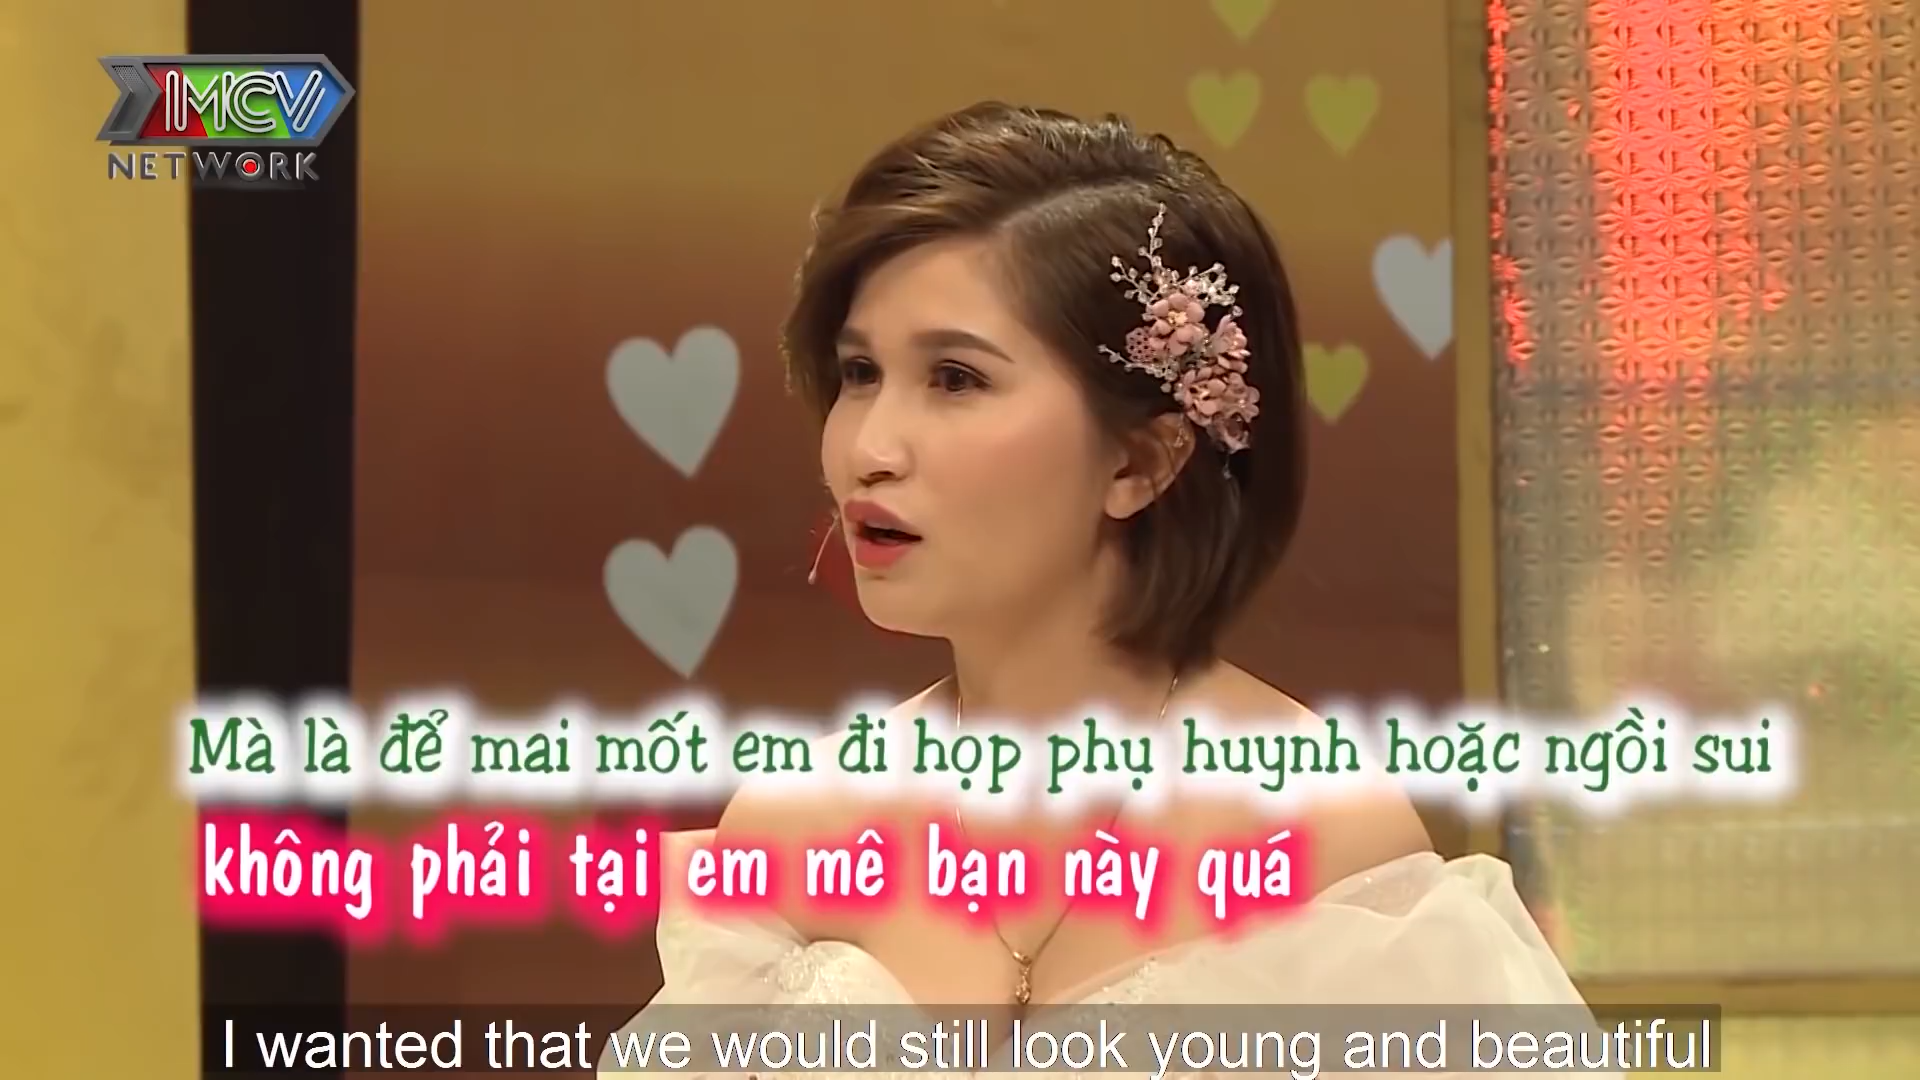 MCV
NETWORK
Mà là để mai mốt em đi họp phụ huynh hoặc ngồi sui
không phải tại em mê bạn này quá
I wanted that we would still look young and beautiful